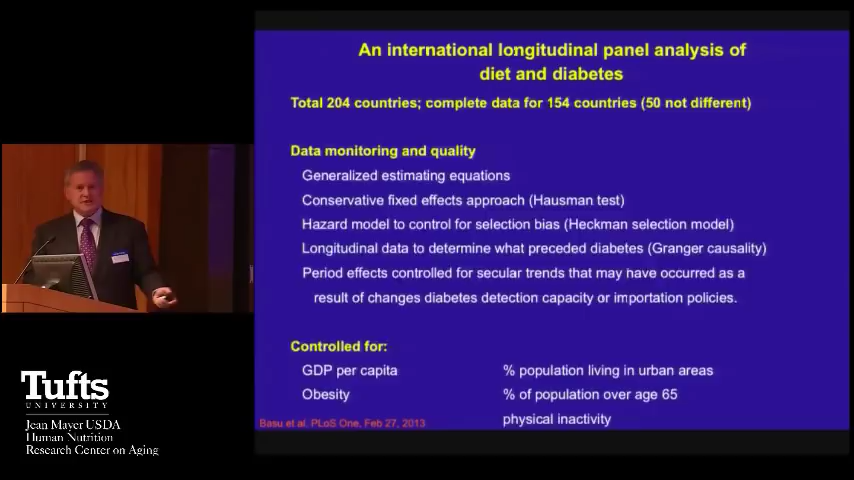 An international longitudinal panel analysis of
diet and diabetes
Total 204 countries; complete data for 154 countries (50 not different)
Data monitoring and quality
Generalized estimating equations
Conservative fixed effects approach (Hausman test)
Hazard model to control for selection bias (Heckman selection model)
Longitudinal data to determine what preceded diabetes (Granger causality)
Period effects controlled for secular trends that may have occurred as a
result of changes diabetes detection capacity or importation policies.
Controlled for:
GDP per capita
% population living in urban areas
Obesity
% of population over age 65
physical inactivity
Basu et al. PLoS One, Feb 27, 2013
Tufts
UNIVERSITY
Jean Mayer USDA
Human Nutrition
Research Center on Aging